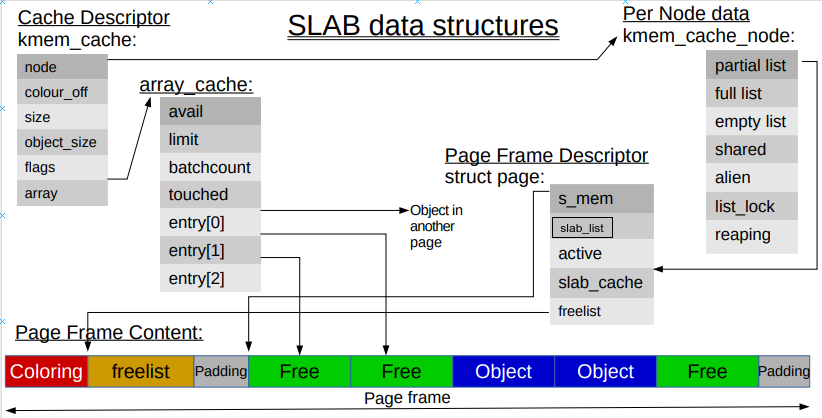 SLAB data structures
Cache Descriptor
kmem_cache:
node
colour_off
size
object_size
flags
array
array_cache:
avail
limit
batchcount
touched
entry[0]
entry[1]
entry[2]
Object in
another
page
Per Node data
kmem_cache_node:
partial list
full list
empty list
shared
alien
list_lock
reaping
Page Frame Descriptor
struct page:
s_mem
slab_list
active
slab_cache
freelist
Page Frame Content:
Coloring
freelist
Padding
Free
Free
Object
Object
Free
Padding
Page frame